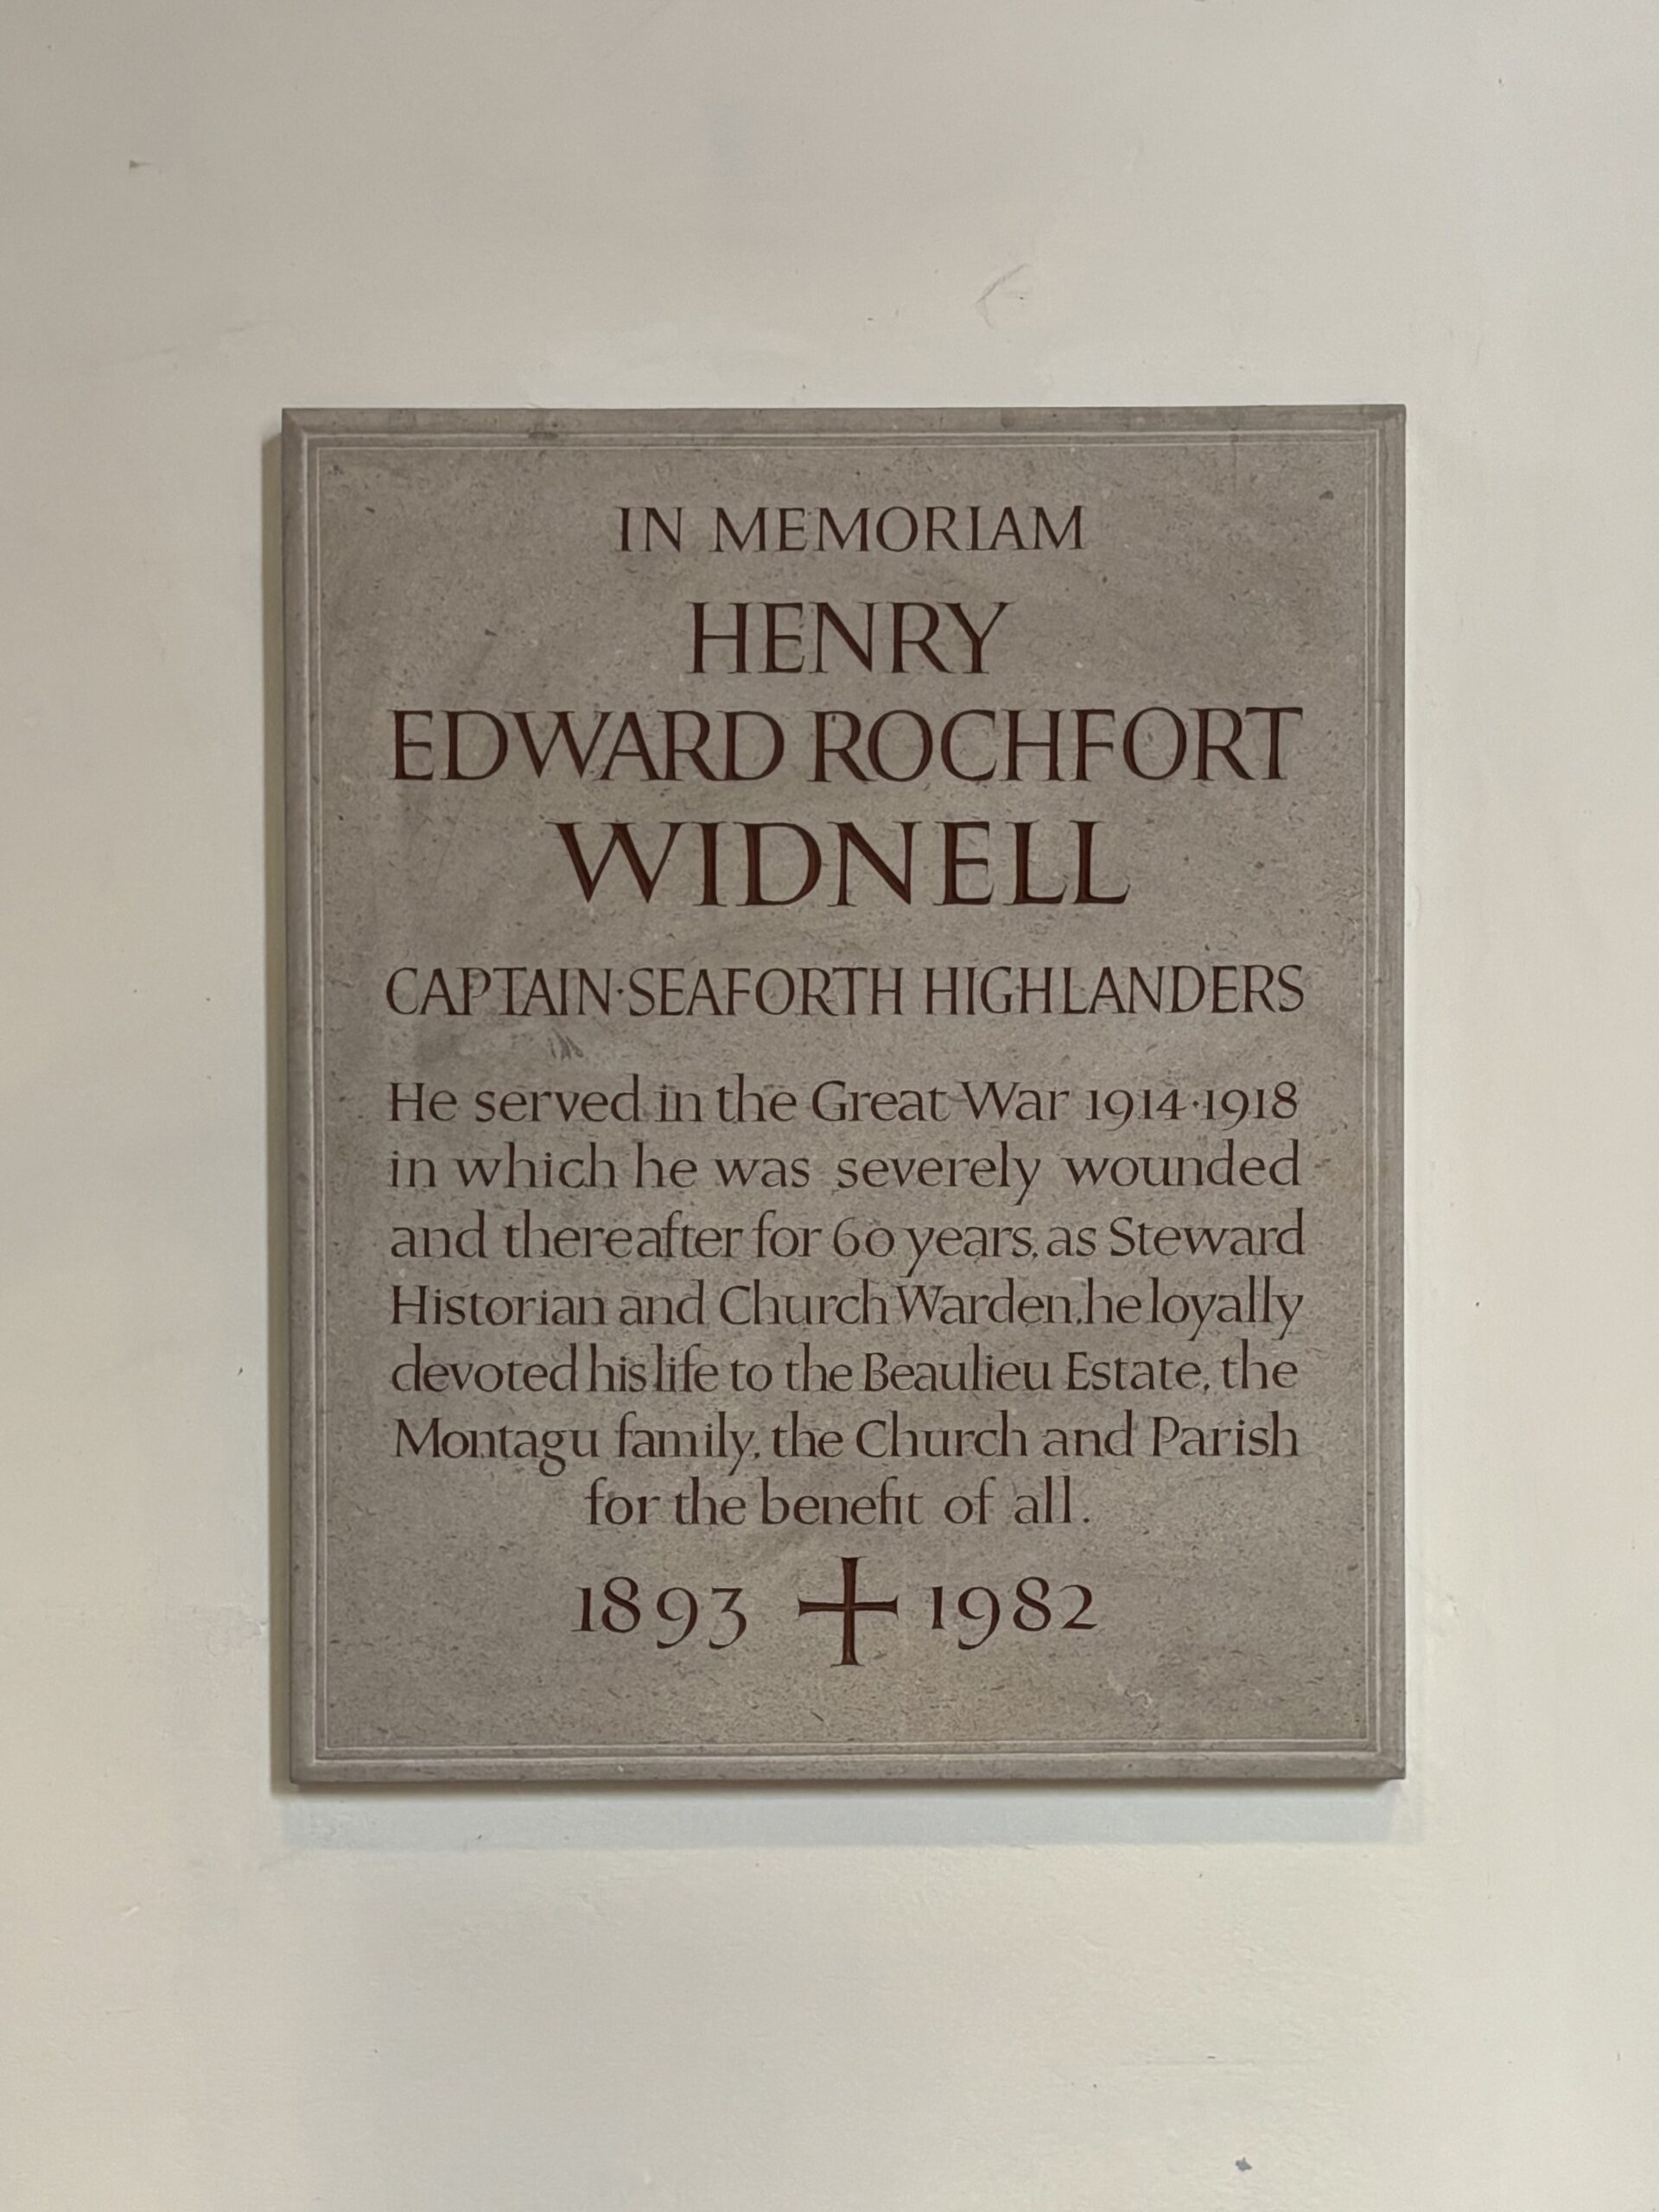 IN MEMORIAM
HENRY
EDWARD ROCHFORT
WIDNELL
CAPTAIN·SEAFORTH HIGHLANDERS
He served in the Great War 1914·1918
in which he was severely wounded
and thereafter for 60 years, as Steward
Historian and Church Warden, he loyally
devoted his life to the Beaulieu Estate, the
Montagu family, the Church and Parish
for the benefit of all.
1893 + 1982